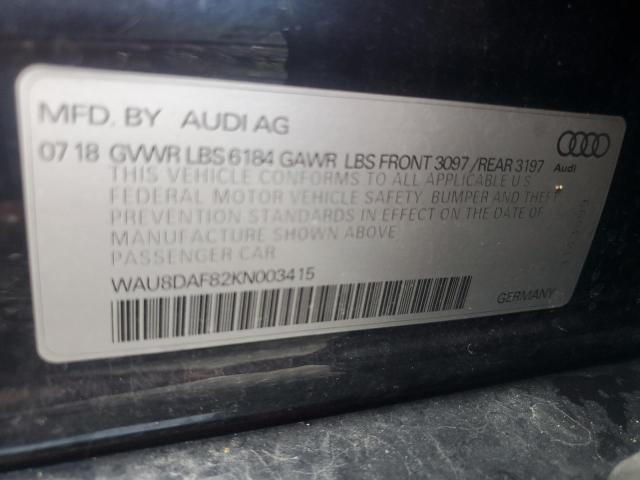 MFD. BY AUDI AG
07 18 GVWR LBS 6184 GAWR LBS FRONT 3097 /REAR 3197
THIS VEHICLE CONFORMS TO ALL APPLICABLE U.S.
FEDERAL MOTOR VEHICLE SAFETY, BUMPER AND THEFT
PREVENTION STANDARDS IN EFFECT ON THE DATE OF
MANUFACTURE SHOWN ABOVE
PASSENGER CAR
WAU8DAF82KN003415
Audi
GERMANY